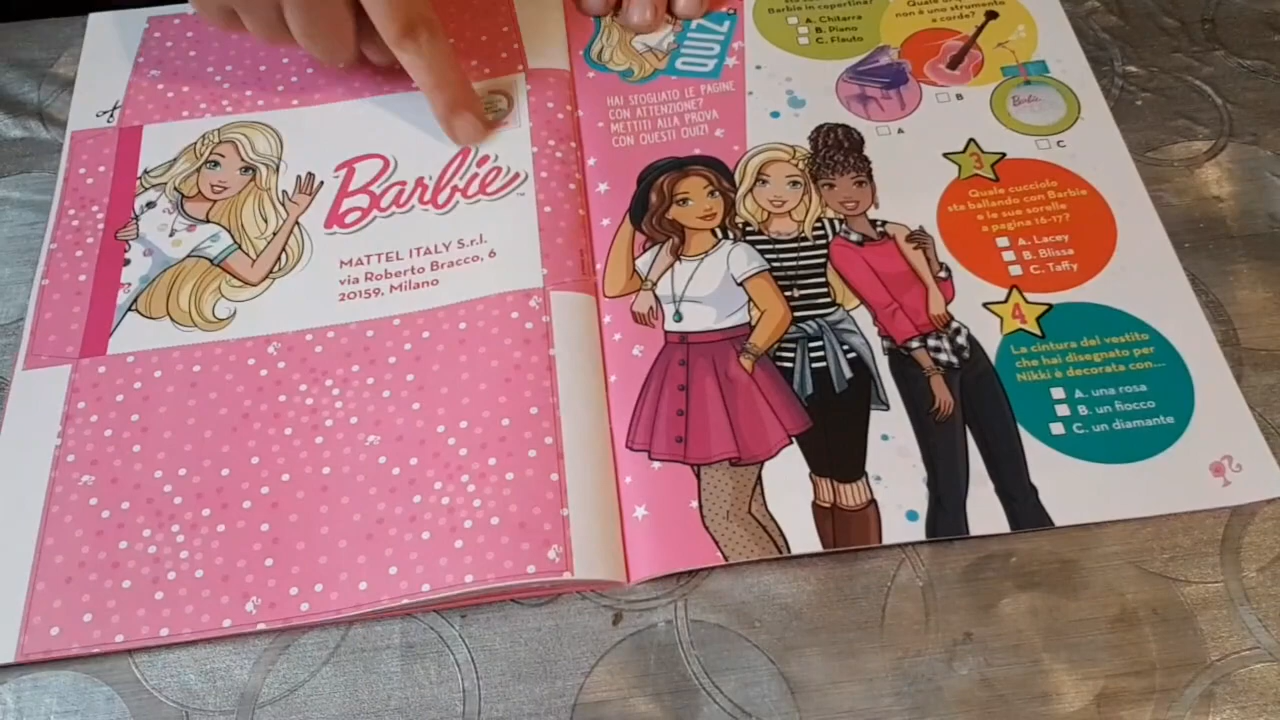 Barbie
MATTEL ITALY S.r.l.
via Roberto Bracco, 6
20159, Milano
QUIZ
HAI SFOGLIATO LE PAGINE
CON ATTENZIONE?
METTITI ALLA PROVA
CON QUESTI QUIZ!
Barbie in copertina?
A. Chitarra
B. Piano
C. Flauto
non è uno strumento
a corde?
A
B
Barbie
C
3
Quale cucciolo
sta ballando con Barbie
e le sue sorelle
a pagina 16-17?
A. Lacey
B. Blissa
C. Taffy
4
La cintura del vestito
che hai disegnato per
Nikki è decorata con...
A. una rosa
B. un fiocco
C. un diamante